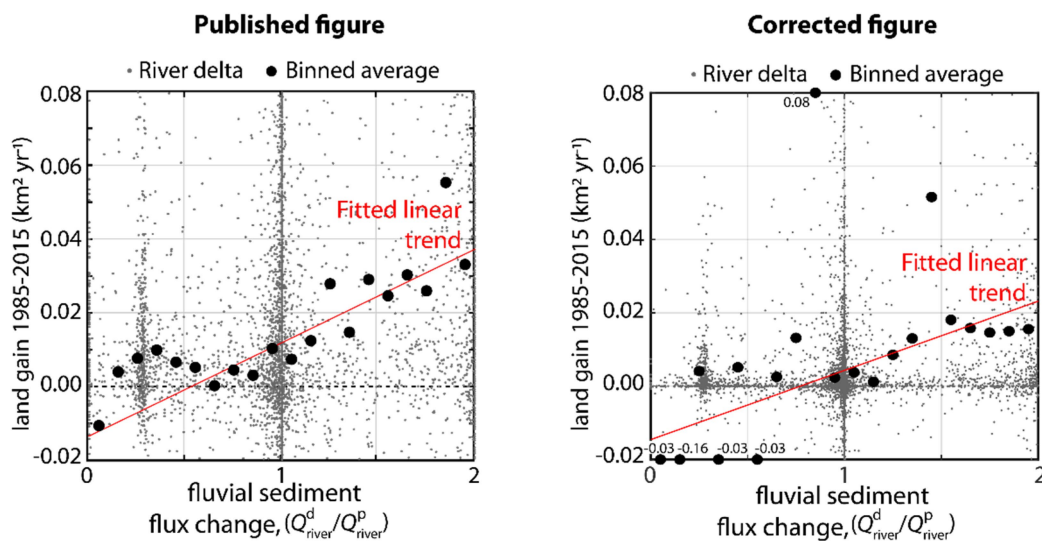 Published figure
· River delta ● Binned average
0.08
0.06
0.04
0.02
0.00
-0.02
land gain 1985-2015 (km² yr⁻¹)
Fitted linear
trend
0 1 2
fluvial sediment
flux change, (Q^d_river/Q^p_river)
Corrected figure
· River delta ● Binned average
0.08
0.06
0.04
0.02
0.00
-0.02
land gain 1985-2015 (km² yr⁻¹)
0.08
Fitted linear
trend
-0.03 -0.16 -0.03 -0.03
0 1 2
fluvial sediment
flux change, (Q^d_river/Q^p_river)